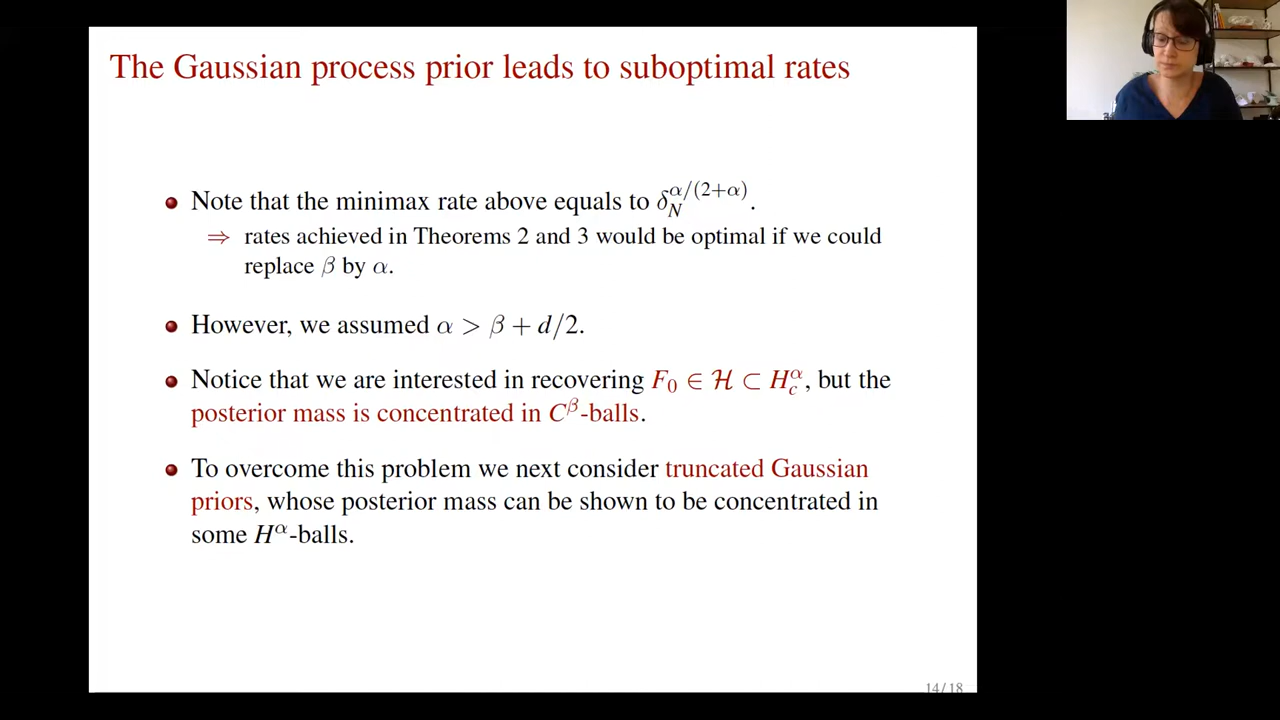 The Gaussian process prior leads to suboptimal rates
Note that the minimax rate above equals to δ_N^{α/(2+α)}.
⇒ rates achieved in Theorems 2 and 3 would be optimal if we could
replace β by α.
However, we assumed α > β + d/2.
Notice that we are interested in recovering F₀ ∈ ℋ ⊂ H_c^α, but the
posterior mass is concentrated in C^β-balls.
To overcome this problem we next consider truncated Gaussian
priors, whose posterior mass can be shown to be concentrated in
some H^α-balls.
14/18